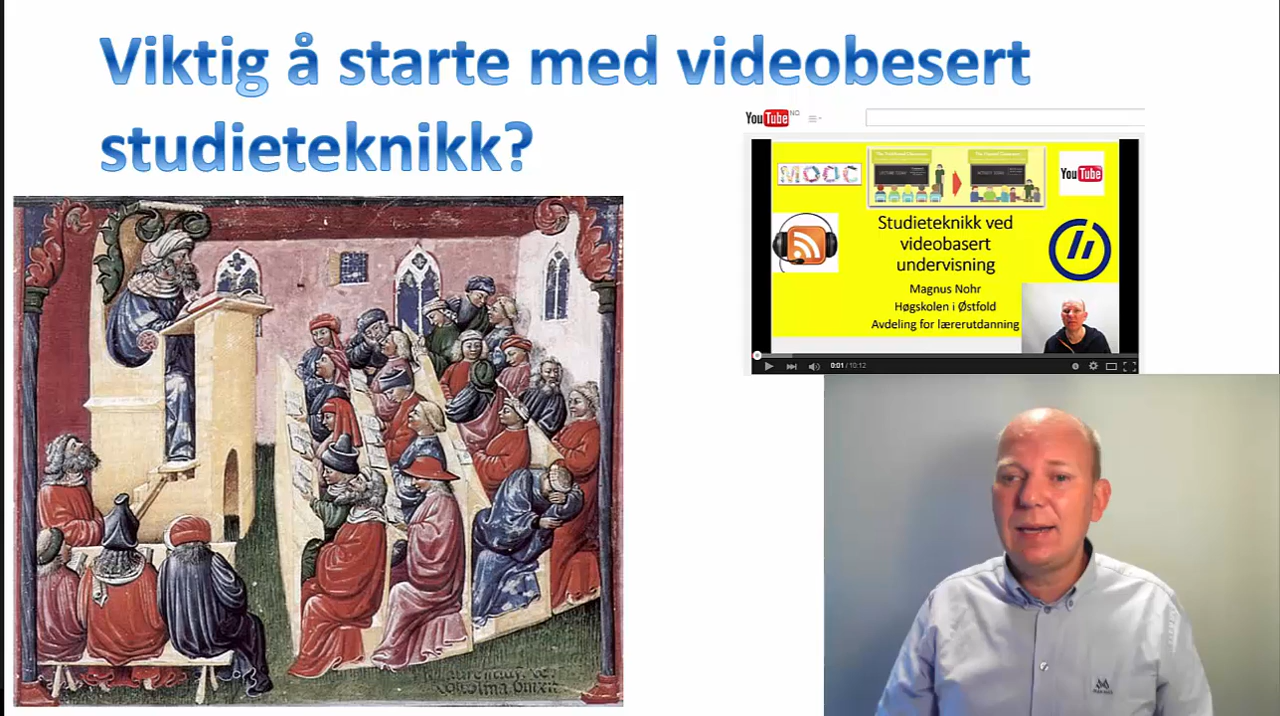 Viktig å starte med videobesert
studieteknikk?
YouTube NO
MOOC
YouTube
Studieteknikk ved
videobasert
undervisning
Magnus Nohr
Høgskolen i Østfold
Avdeling for lærerutdanning
0:01 / 10:12